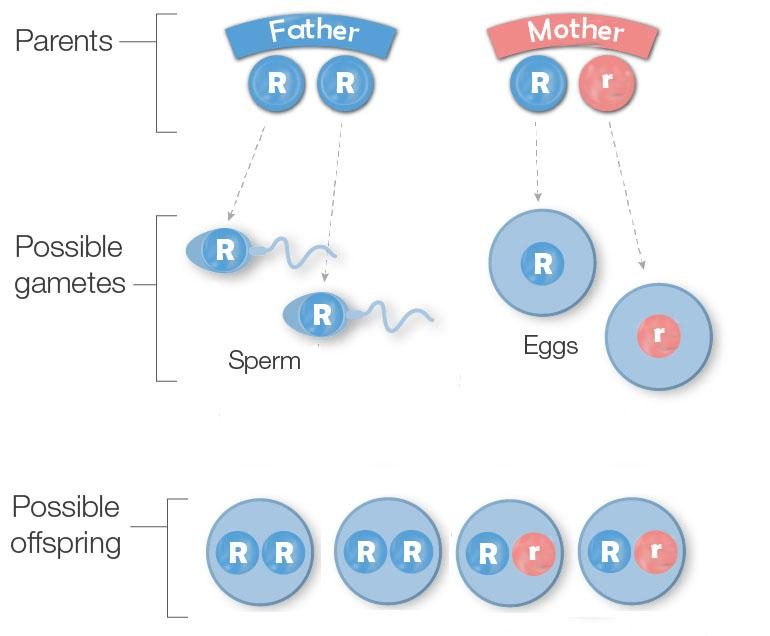 Parents
Father
Mother
R R R r
Possible
gametes
R
R
R
r
Sperm
Eggs
Possible
offspring
R R R R R r R r